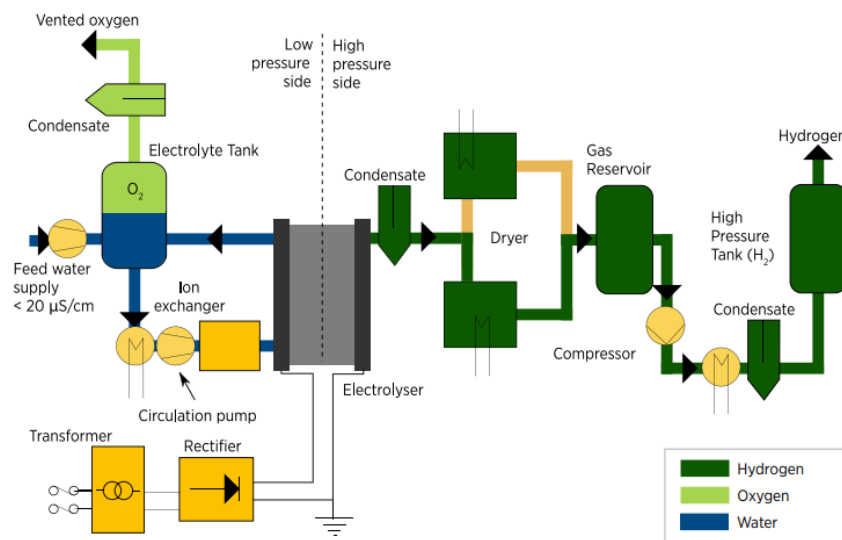 Vented oxygen
Low
pressure
side
High
pressure
side
Condensate
Electrolyte Tank
O₂
Condensate
Gas
Reservoir
Hydrogen
Dryer
High
Pressure
Tank (H₂)
Feed water
supply
< 20 µS/cm
Ion
exchanger
Condensate
Compressor
Electrolyser
Circulation pump
Transformer
Rectifier
Hydrogen
Oxygen
Water